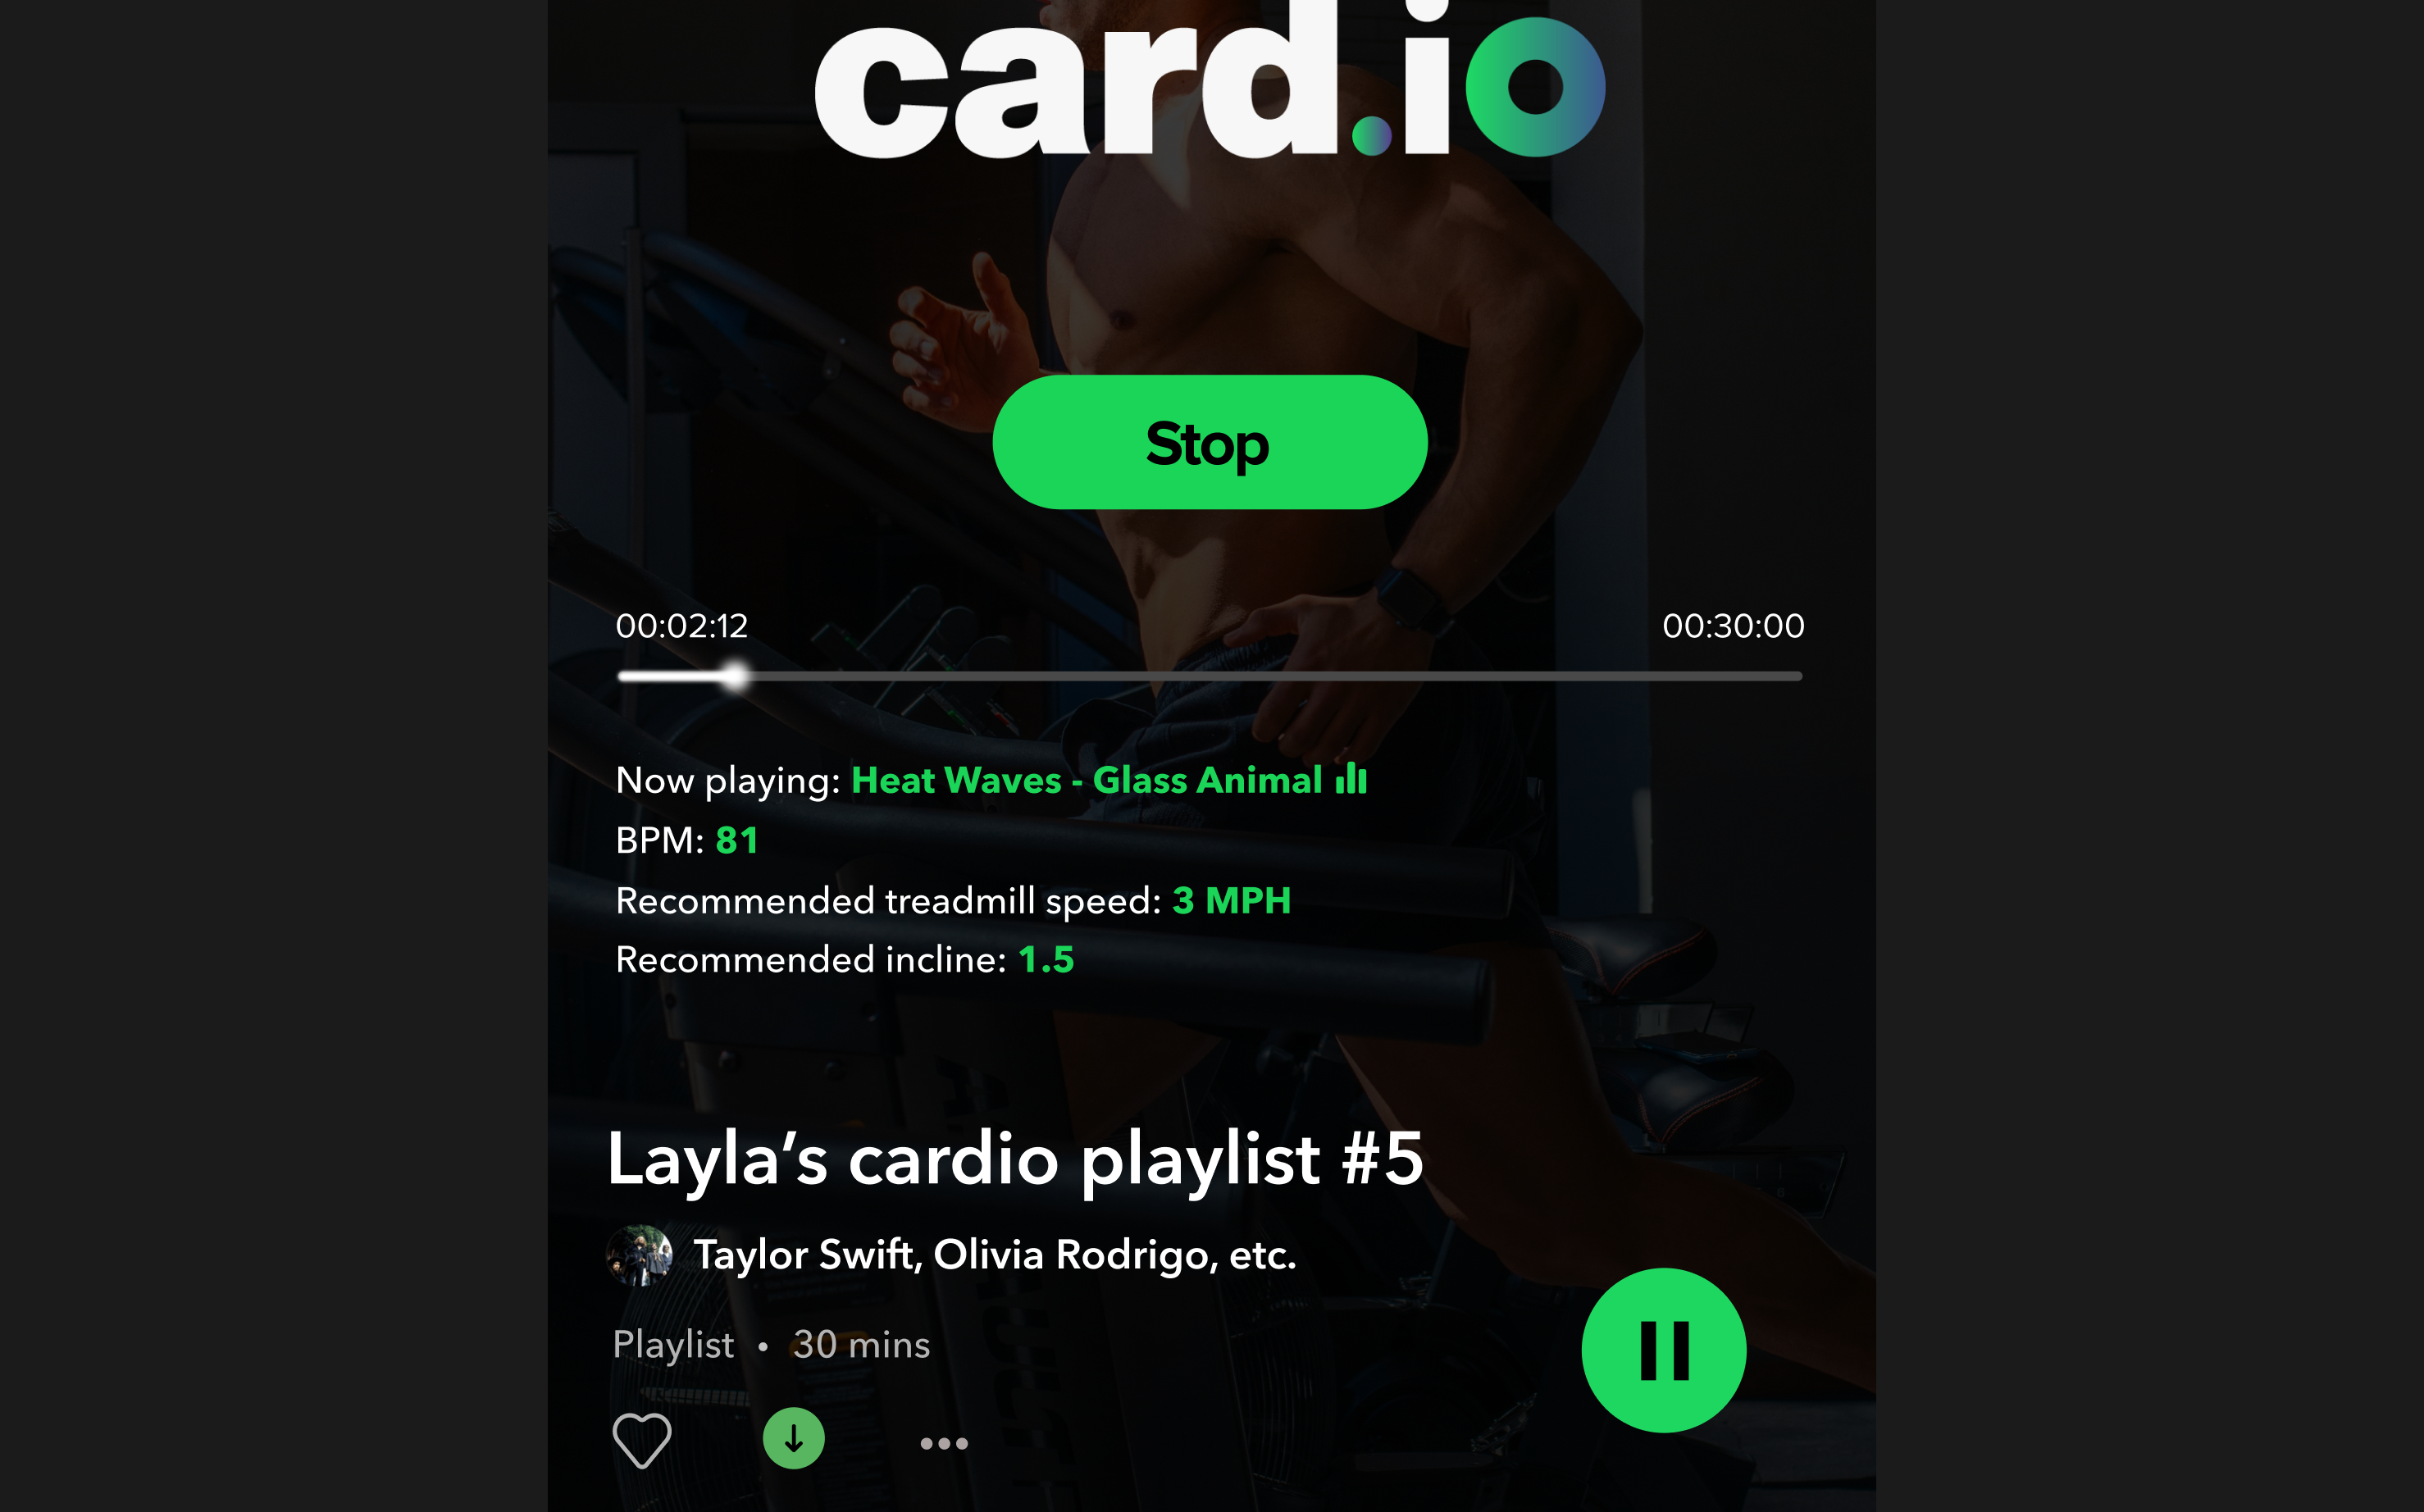 card.io
Stop
00:02:12 00:30:00
Now playing: Heat Waves - Glass Animal
BPM: 81
Recommended treadmill speed: 3 MPH
Recommended incline: 1.5
Layla’s cardio playlist #5
Taylor Swift, Olivia Rodrigo, etc.
Playlist • 30 mins